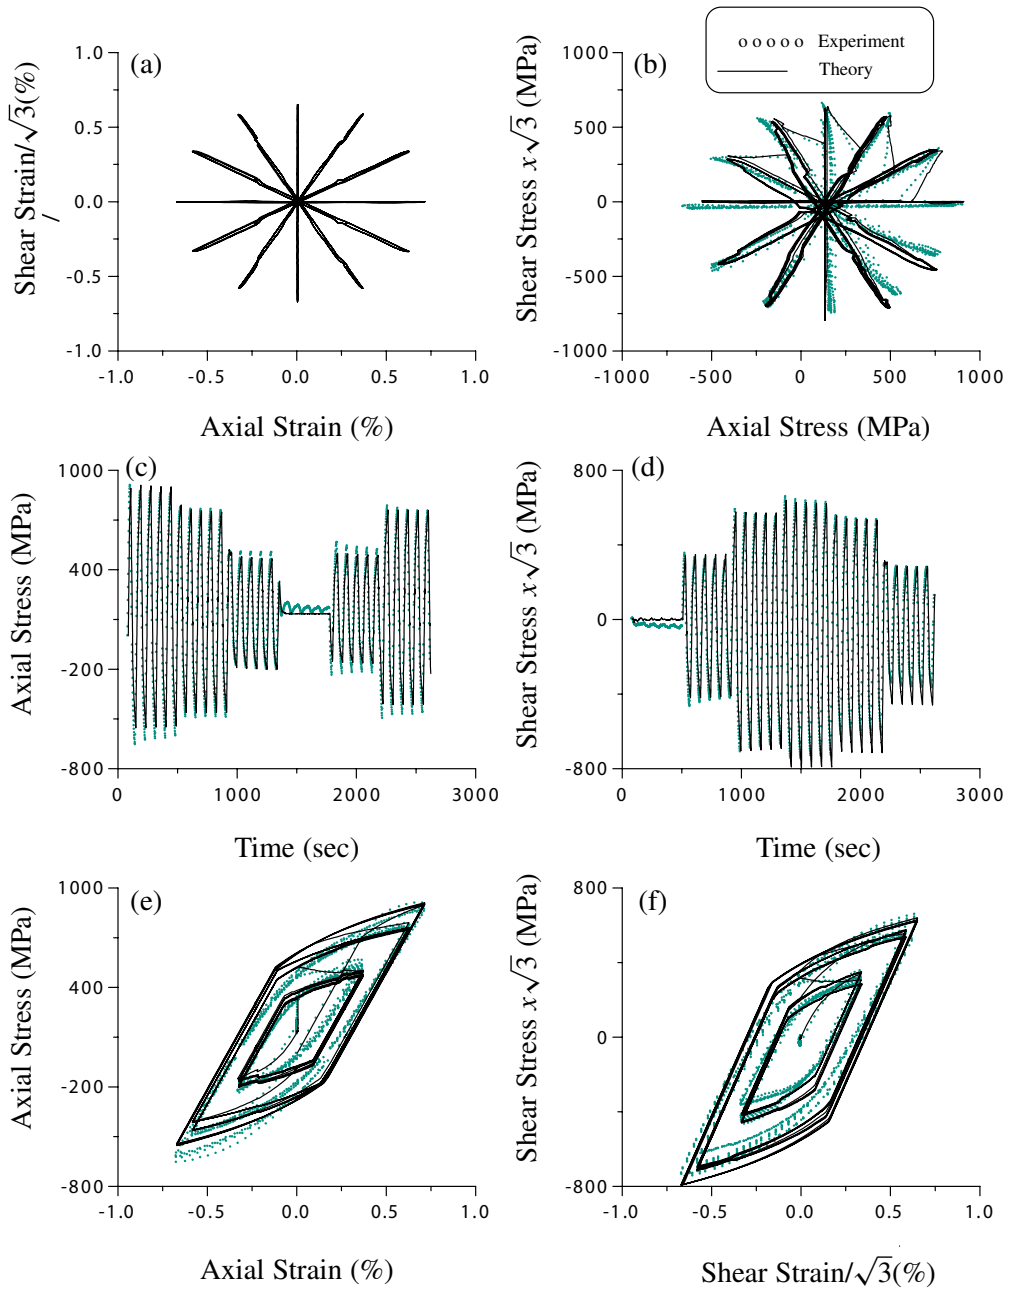 o o o o o Experiment
Theory
(a)
Shear Strain/√3(%)
1.0
0.5
0.0
-0.5
-1.0
-1.0 -0.5 0.0 0.5 1.0
Axial Strain (%)
(b)
Shear Stress x√3 (MPa)
1000
500
0
-500
-1000
-1000 -500 0 500 1000
Axial Stress (MPa)
(c)
Axial Stress (MPa)
1000
400
-200
-800
0 1000 2000 3000
Time (sec)
(d)
Shear Stress x√3 (MPa)
800
0
-800
0 1000 2000 3000
Time (sec)
(e)
Axial Stress (MPa)
1000
400
-200
-800
-1.0 -0.5 0.0 0.5 1.0
Axial Strain (%)
(f)
Shear Stress x√3 (MPa)
800
0
-800
-1.0 -0.5 0.0 0.5 1.0
Shear Strain/√3(%)